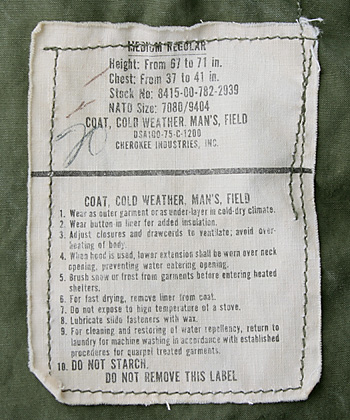 MEDIUM REGULAR
Height: From 67 to 71 in.
Chest: From 37 to 41 in.
Stock No: 8415-00-782-2939
NATO Size: 7080/9404
COAT, COLD WEATHER, MAN'S, FIELD
DSA100-75-C-1200
CHEROKEE INDUSTRIES, INC.
COAT, COLD WEATHER, MAN'S, FIELD
1. Wear as outer garment or as under-layer in cold-dry climate.
2. Wear button in liner for added insulation.
3. Adjust closures and drawcords to ventilate; avoid over-
heating of body.
4. When hood is used, lower extension shall be worn over neck
opening, preventing water entering opening.
5. Brush snow or frost from garments before entering heated
shelters.
6. For fast drying, remove liner from coat.
7. Do not expose to high temperature of a stove.
8. Lubricate slide fasteners with wax.
9. For cleaning and restoring of water repellency, return to
laundry for machine washing in accordance with established
procedures for quarpel treated garments.
10. DO NOT STARCH.
DO NOT REMOVE THIS LABEL